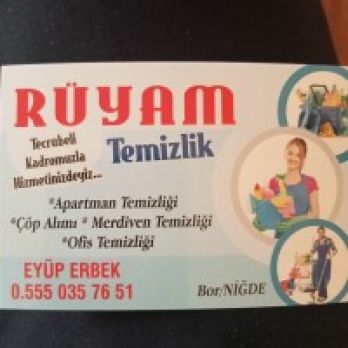 RÜYAM
Temizlik
Tecrubeli
Kadromuzla
Hizmetinizdeyiz...
*Apartman Temizliği
*Çöp Alımı * Merdiven Temizliği
*Ofis Temizliği
EYÜP ERBEK
0.555 035 76 51
Bor/NİĞDE